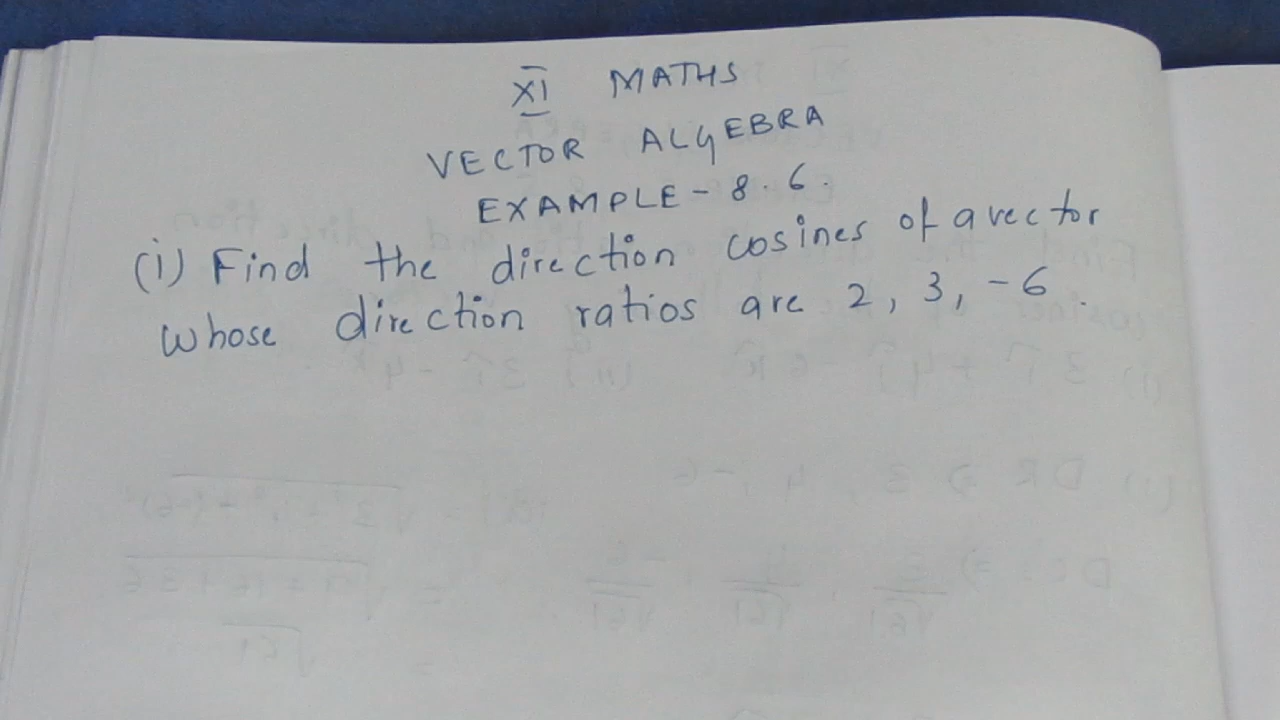 XI MATHS
VECTOR ALGEBRA
EXAMPLE - 8.6.
(i) Find the direction cosines of a vector
whose direction ratios are 2, 3, -6.